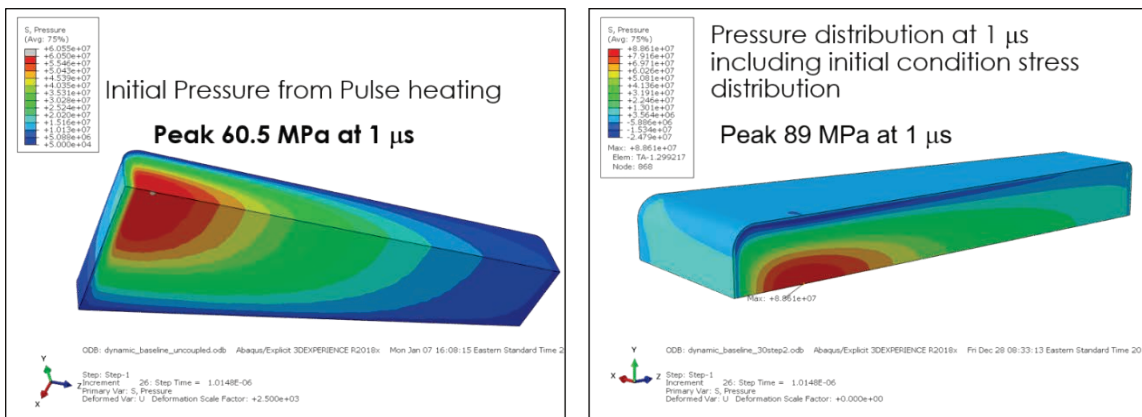 S, Pressure
(Avg: 75%)
+6.055e+07
+6.050e+07
+5.546e+07
+5.043e+07
+4.539e+07
+4.035e+07
+3.531e+07
+3.028e+07
+2.524e+07
+2.020e+07
+1.516e+07
+1.013e+07
+5.088e+06
+5.000e+04
Initial Pressure from Pulse heating
Peak 60.5 MPa at 1 μs
Y
Z
X
ODB: dynamic_baseline_uncoupled.odb Abaqus/Explicit 3DEXPERIENCE R2018x Mon Jan 07 16:08:15 Eastern Standard Time 2
Step: Step-1
Increment 26: Step Time = 1.0148E-06
Primary Var: S, Pressure
Deformed Var: U Deformation Scale Factor: +2.500e+03
S, Pressure
(Avg: 75%)
+8.861e+07
+7.916e+07
+6.971e+07
+6.026e+07
+5.081e+07
+4.136e+07
+3.191e+07
+2.246e+07
+1.301e+07
+3.564e+06
-5.886e+06
-1.534e+07
-2.479e+07
Max: +8.861e+07
Elem: TA-1.299217
Node: 868
Pressure distribution at 1 μs
including initial condition stress
distribution
Peak 89 MPa at 1 μs
Max: +8.861e+07
Y
X
Z
ODB: dynamic_baseline_30step2.odb Abaqus/Explicit 3DEXPERIENCE R2018x Fri Dec 28 08:33:13 Eastern Standard Time 20
Step: Step-1
Increment 26: Step Time = 1.0148E-06
Primary Var: S, Pressure
Deformed Var: U Deformation Scale Factor: +0.000e+00